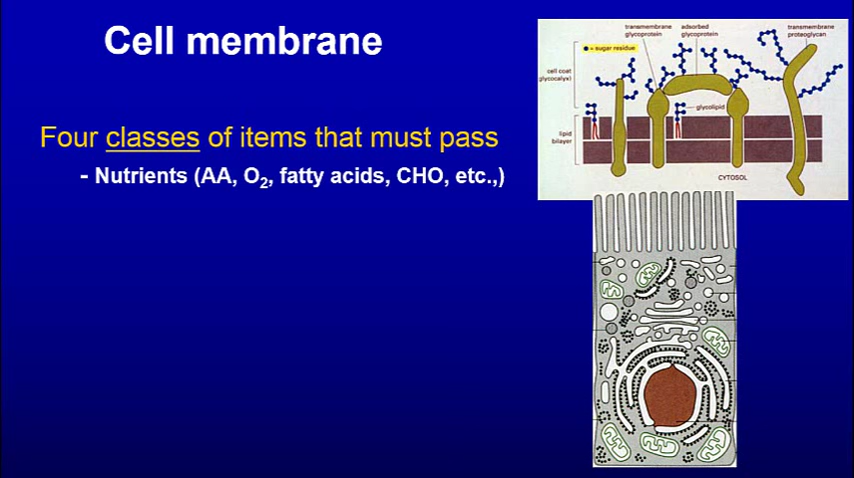 Cell membrane
Four classes of items that must pass
- Nutrients (AA, O2, fatty acids, CHO, etc.,)
transmembrane
glycoprotein
adsorbed
glycoprotein
transmembrane
proteoglycan
= sugar residue
cell coat
glycocalyx)
glycolipid
lipid
bilayer
CYTOSOL